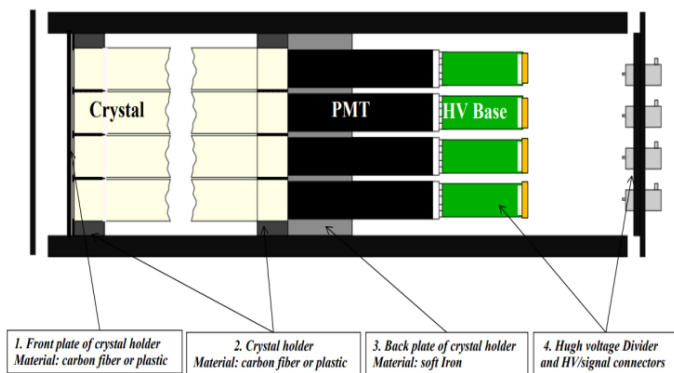 Crystal
PMT
HV Base
1. Front plate of crystal holder
Material: carbon fiber or plastic
2. Crystal holder
Material: carbon fiber or plastic
3. Back plate of crystal holder
Material: soft Iron
4. Hugh voltage Divider
and HV/signal connectors